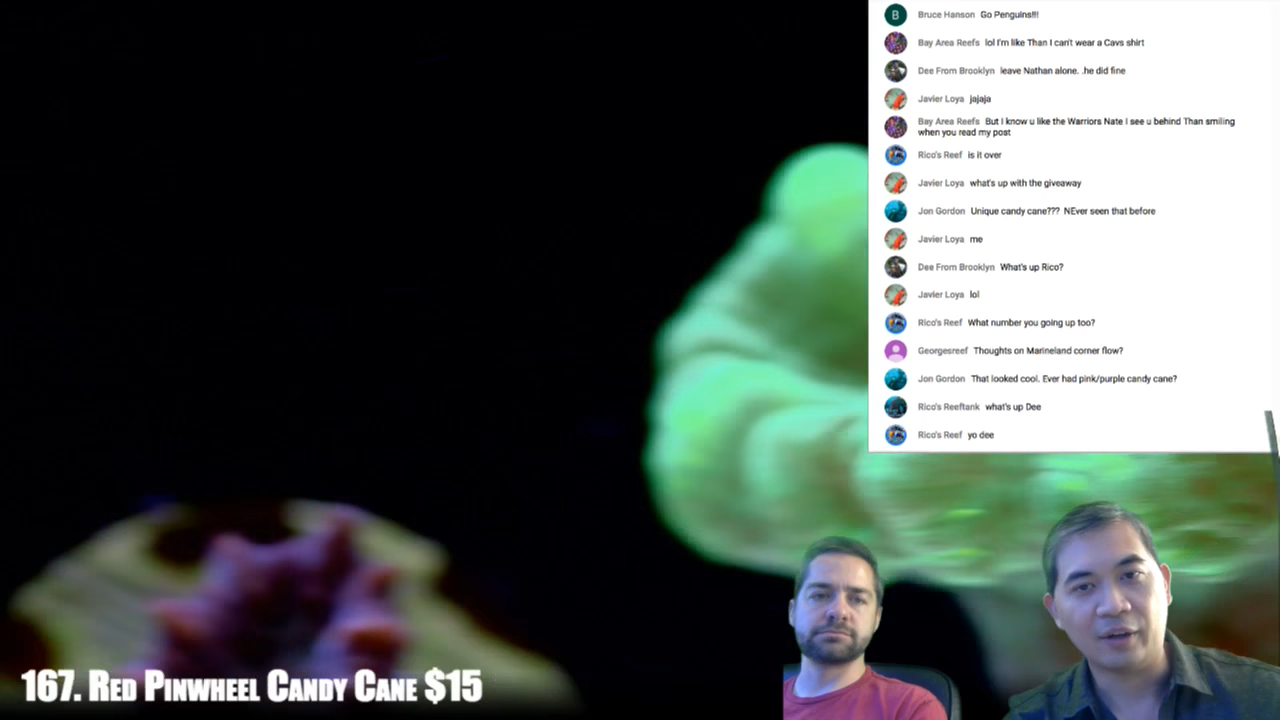 B Bruce Hanson Go Penguins!!!
Bay Area Reefs lol I'm like Than I can't wear a Cavs shirt
Dee From Brooklyn leave Nathan alone. .he did fine
Javier Loya jajaja
Bay Area Reefs But I know u like the Warriors Nate I see u behind Than smiling
when you read my post
Rico's Reef is it over
Javier Loya what's up with the giveaway
Jon Gordon Unique candy cane??? NEver seen that before
Javier Loya me
Dee From Brooklyn What's up Rico?
Javier Loya lol
Rico's Reef What number you going up too?
Georgesreef Thoughts on Marineland corner flow?
Jon Gordon That looked cool. Ever had pink/purple candy cane?
Rico's Reeftank what's up Dee
Rico's Reef yo dee
167. Red Pinwheel Candy Cane $15